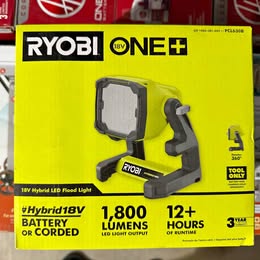 PCL630B
RYOBI 18V ONE+
360°
TOOL ONLY
RYOBI
18V Hybrid LED Flood Light
#Hybrid18V
BATTERY OR CORDED
1,800 LUMENS LED LIGHT OUTPUT
12+ HOURS OF RUNTIME
3 YEAR